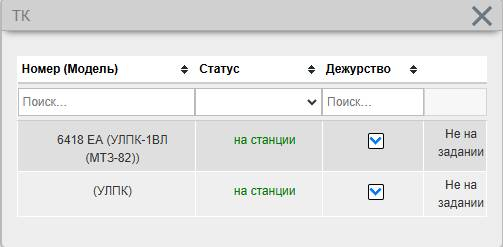 ТК
Номер (Модель) Статус Дежурство
Поиск... Поиск...
6418 ЕА (УЛПК-1ВЛ
(МТЗ-82))
на станции
Не на
задании
(УЛПК)
на станции
Не на
задании